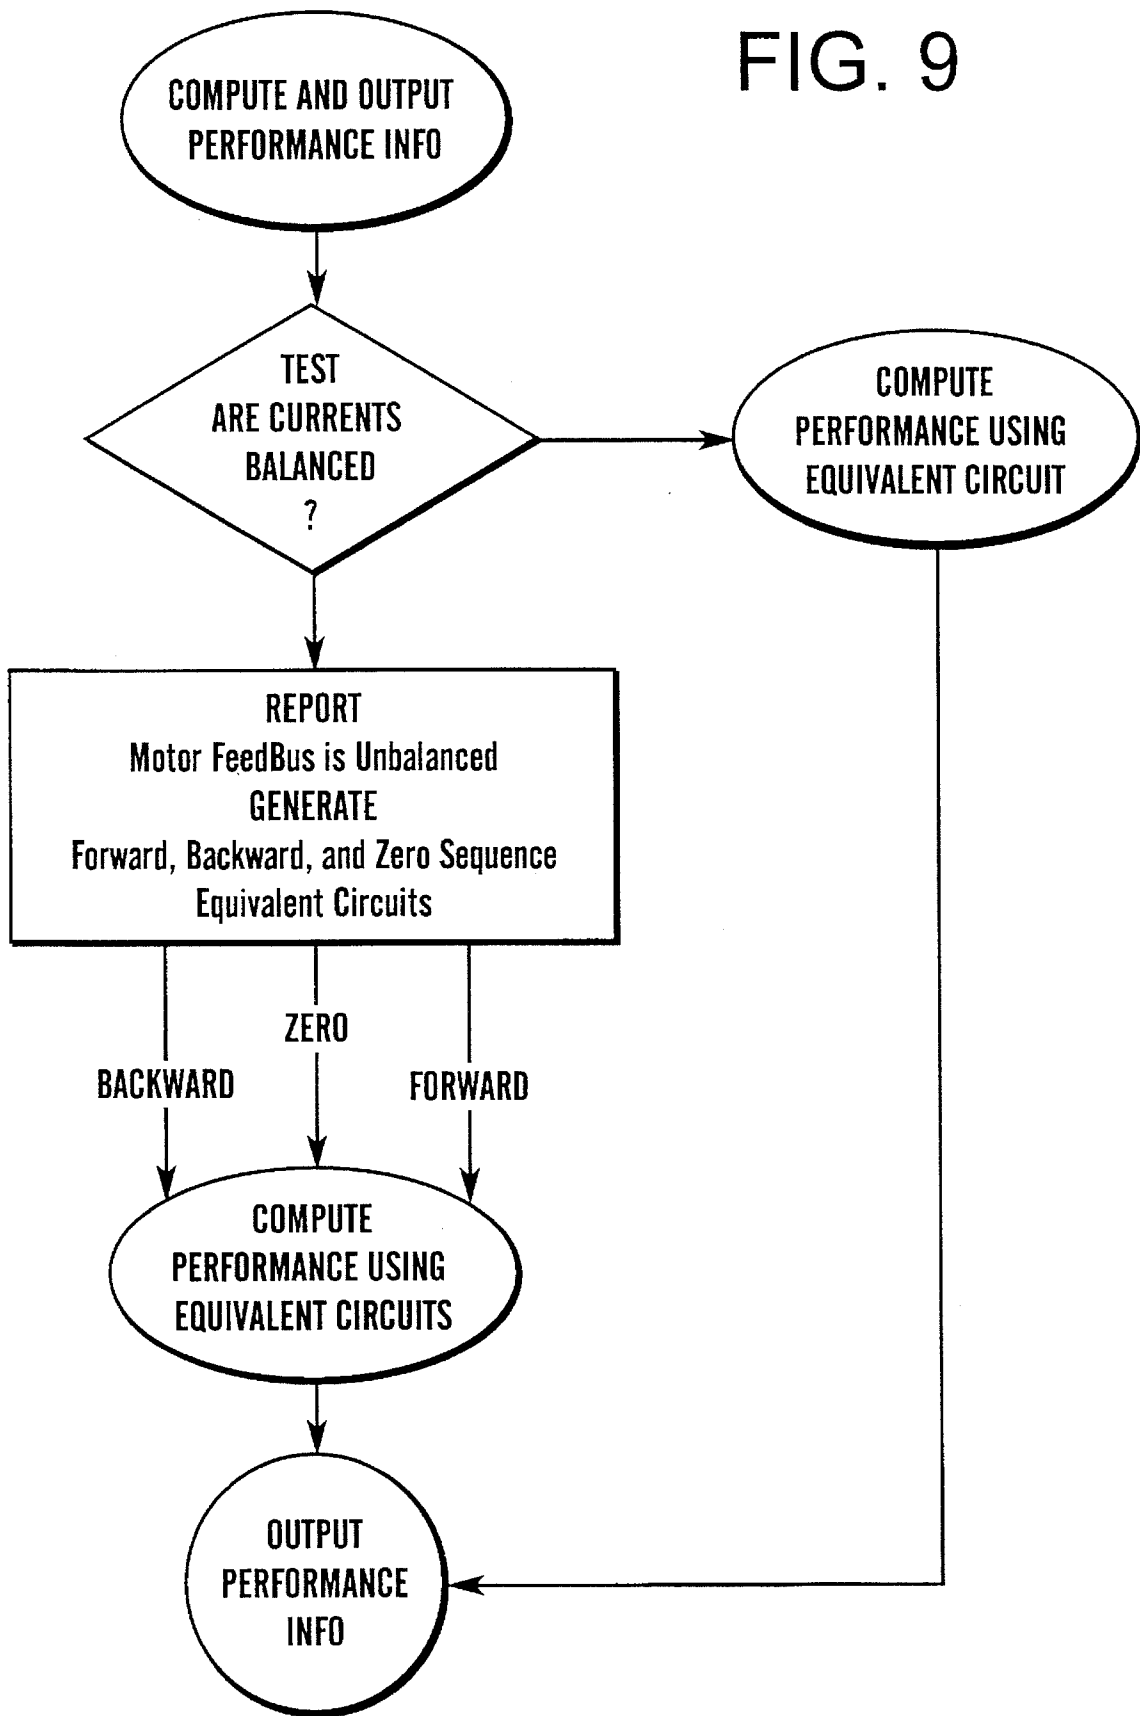 FIG. 9
COMPUTE AND OUTPUT
PERFORMANCE INFO
TEST
ARE CURRENTS
BALANCED
?
COMPUTE
PERFORMANCE USING
EQUIVALENT CIRCUIT
REPORT
Motor FeedBus is Unbalanced
GENERATE
Forward, Backward, and Zero Sequence
Equivalent Circuits
ZERO
BACKWARD
FORWARD
COMPUTE
PERFORMANCE USING
EQUIVALENT CIRCUITS
OUTPUT
PERFORMANCE
INFO